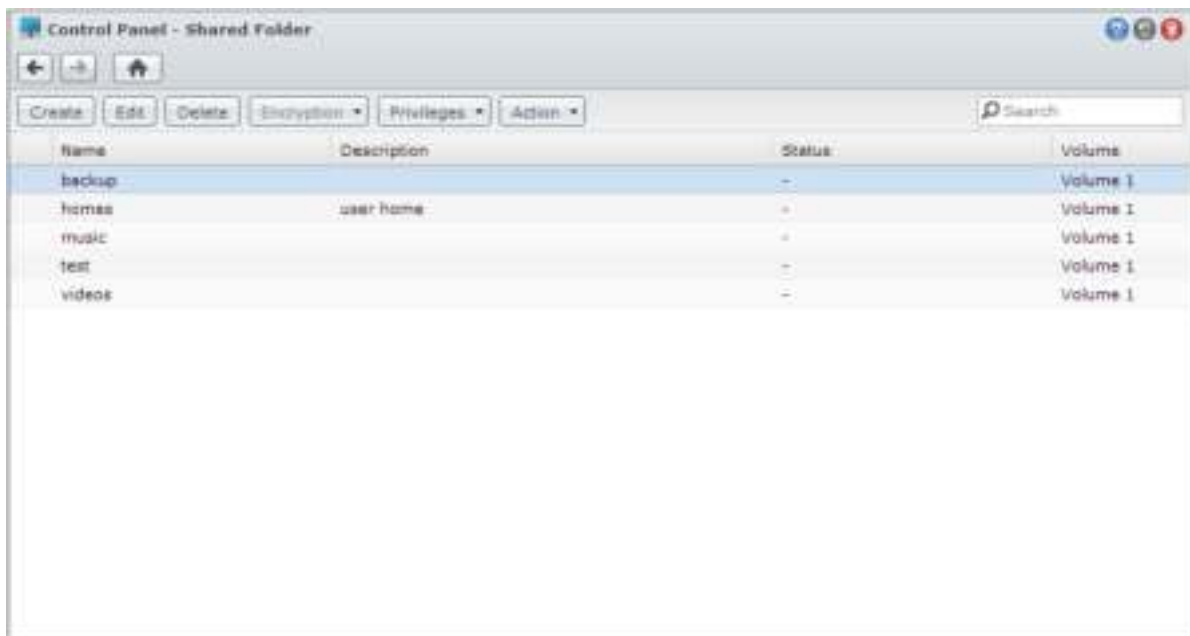 Control Panel - Shared Folder
Create Edit Delete Encryption Privileges Action Search
Name Description Status Volume
backup - Volume 1
homes user home - Volume 1
music - Volume 1
test - Volume 1
videos - Volume 1